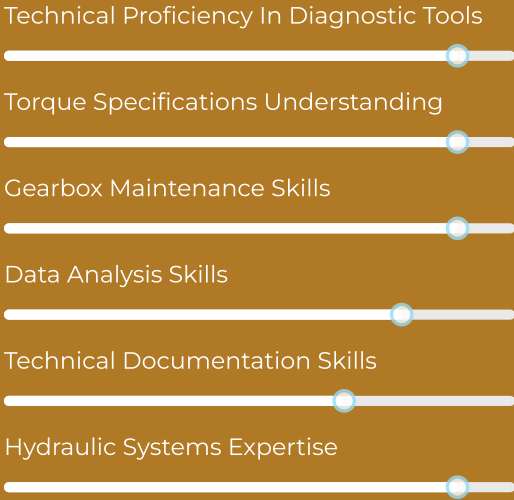 Technical Proficiency In Diagnostic Tools
Torque Specifications Understanding
Gearbox Maintenance Skills
Data Analysis Skills
Technical Documentation Skills
Hydraulic Systems Expertise